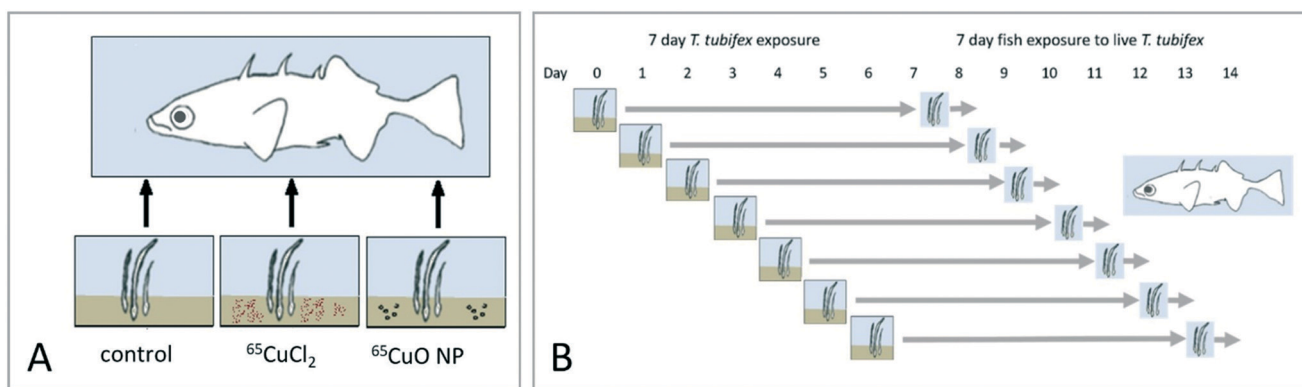 A
control
⁶⁵CuCl₂
⁶⁵CuO NP
B
7 day T. tubifex exposure
7 day fish exposure to live T. tubifex
Day 0 1 2 3 4 5 6 7 8 9 10 11 12 13 14